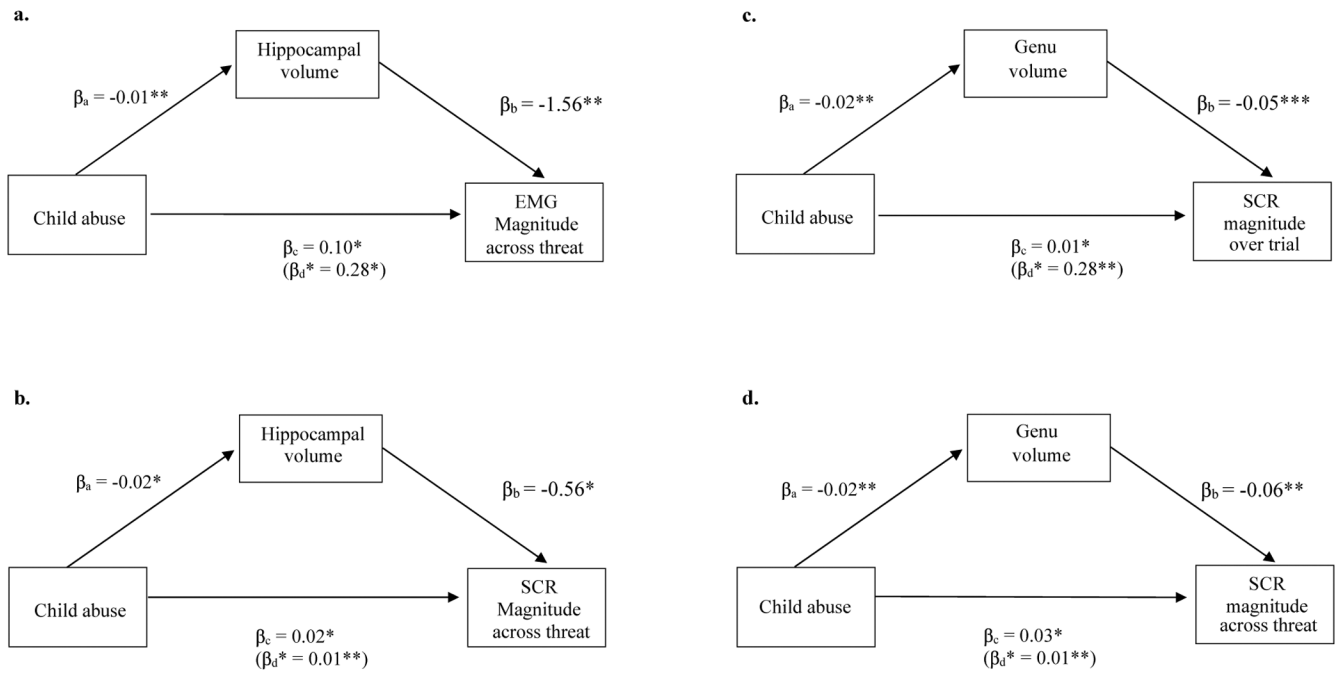 a.
Hippocampal
volume
βa = -0.01**
βb = -1.56**
Child abuse
EMG
Magnitude
across threat
βc = 0.10*
(βd* = 0.28*)
c.
Genu
volume
βa = -0.02**
βb = -0.05***
Child abuse
SCR
magnitude
over trial
βc = 0.01*
(βd* = 0.28**)
b.
Hippocampal
volume
βa = -0.02*
βb = -0.56*
Child abuse
SCR
Magnitude
across threat
βc = 0.02*
(βd* = 0.01**)
d.
Genu
volume
βa = -0.02**
βb = -0.06**
Child abuse
SCR
magnitude
across threat
βc = 0.03*
(βd* = 0.01**)